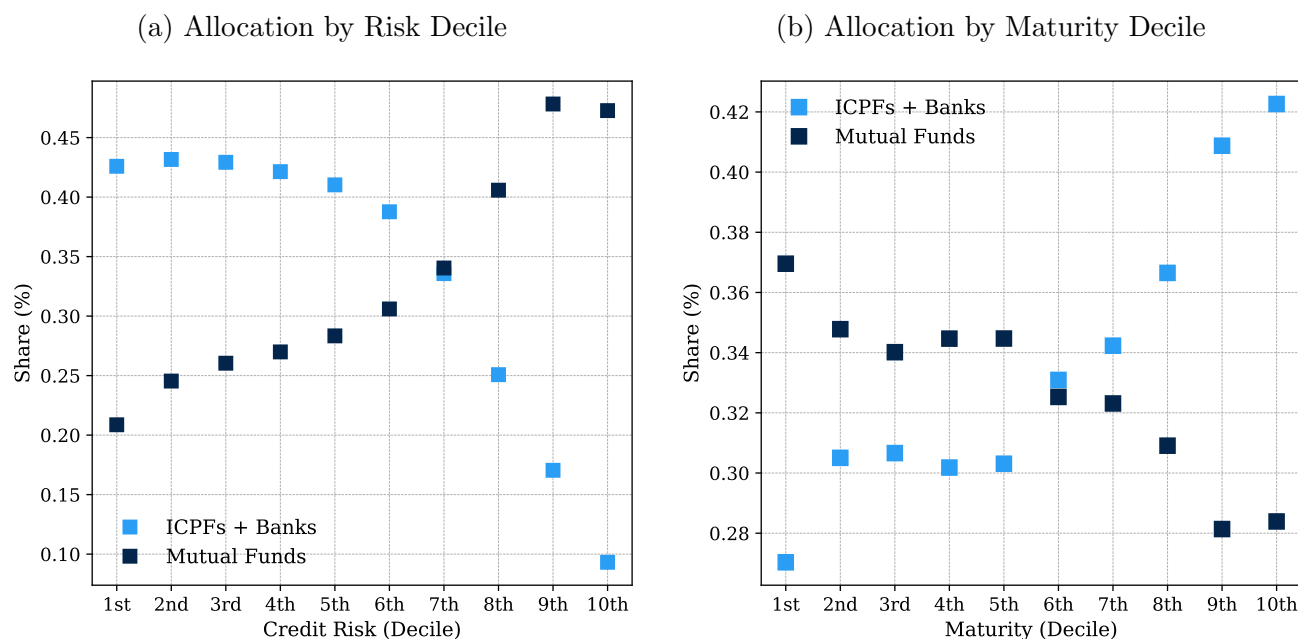 (a) Allocation by Risk Decile
Share (%)
0.45
0.40
0.35
0.30
0.25
0.20
0.15
0.10
ICPFs + Banks
Mutual Funds
1st 2nd 3rd 4th 5th 6th 7th 8th 9th 10th
Credit Risk (Decile)
(b) Allocation by Maturity Decile
Share (%)
0.42
0.40
0.38
0.36
0.34
0.32
0.30
0.28
ICPFs + Banks
Mutual Funds
1st 2nd 3rd 4th 5th 6th 7th 8th 9th 10th
Maturity (Decile)